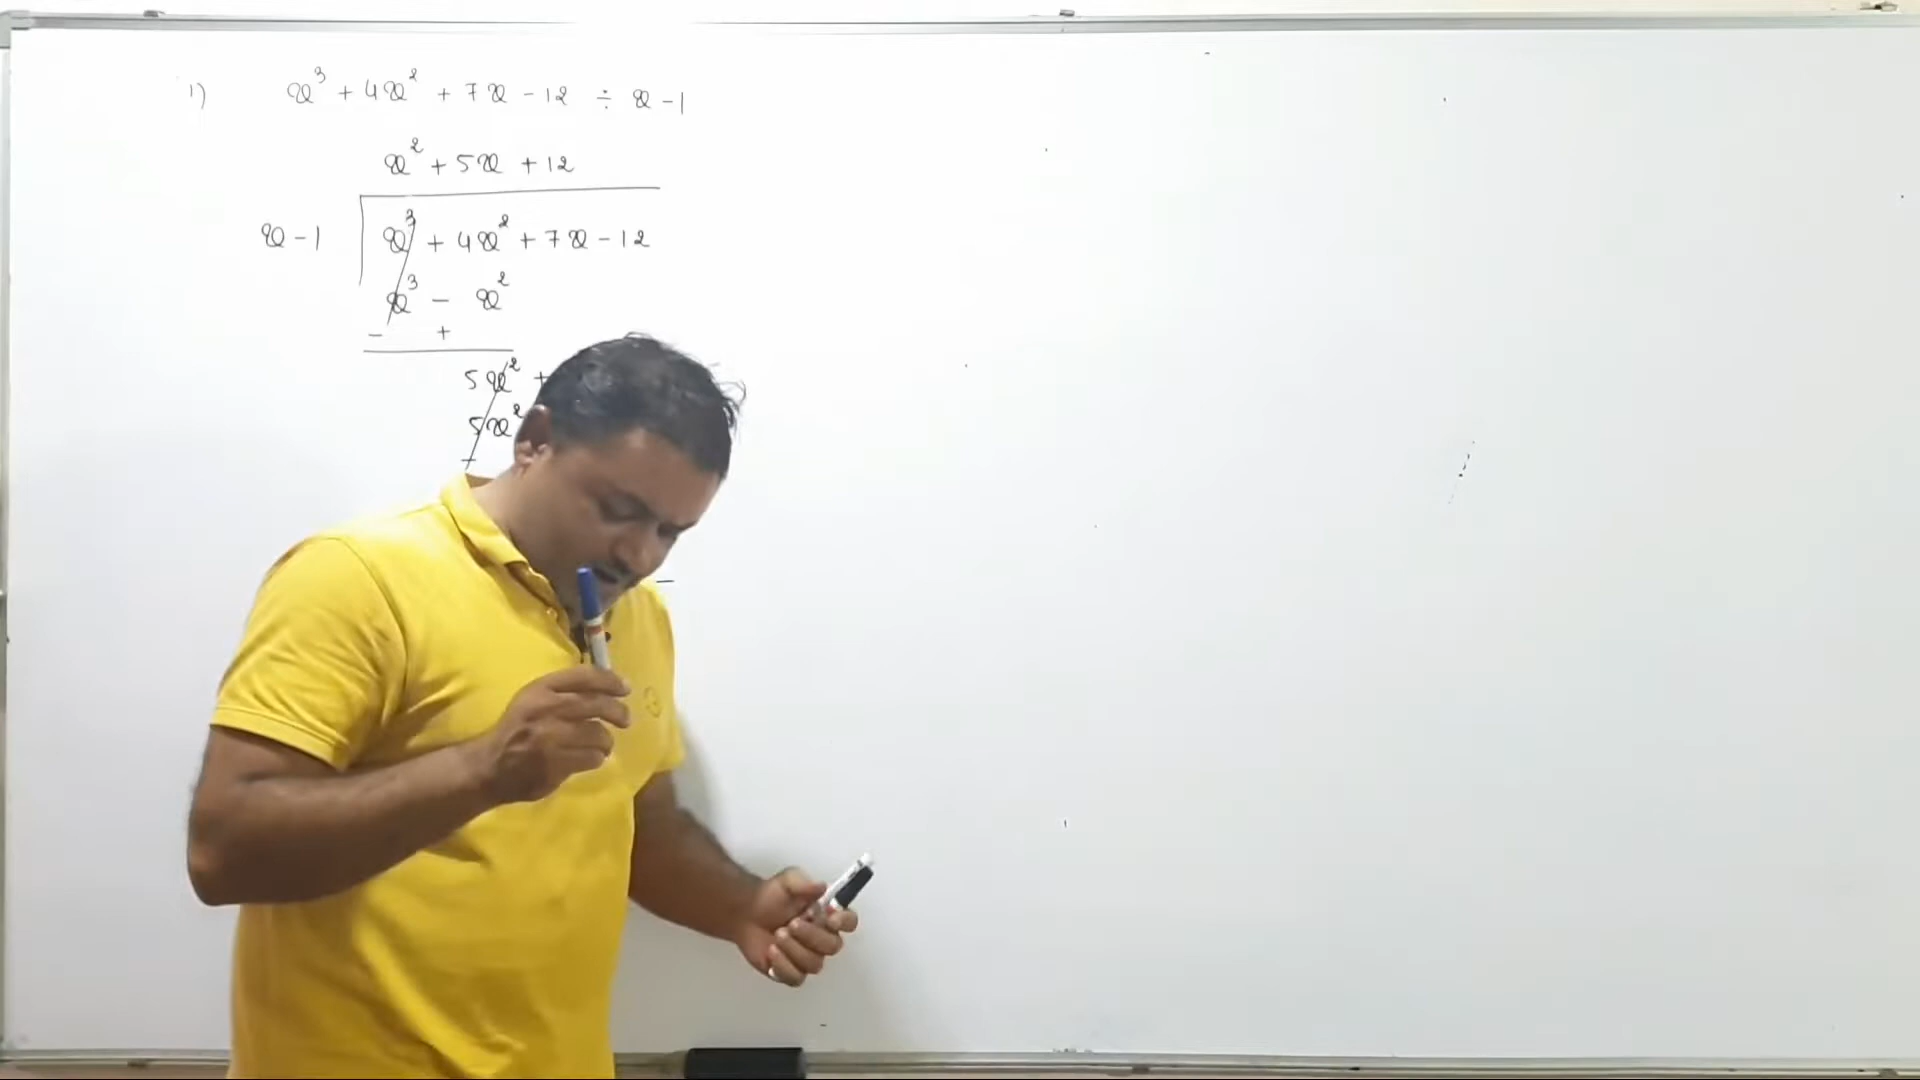 1) x³ + 4x² + 7x - 12 ÷ x - 1
x² + 5x + 12
x - 1 x³ + 4x² + 7x - 12
x³ - x²
- +
5x² +
5x²